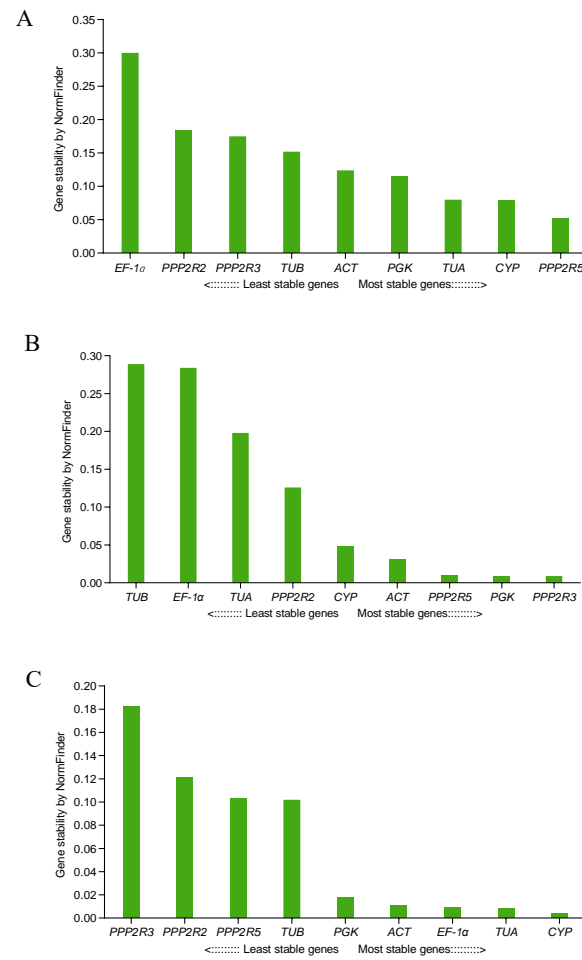 A
Gene stability by NormFinder
0.35
0.30
0.25
0.20
0.15
0.10
0.05
0.00
EF-1α PPP2R2 PPP2R3 TUB ACT PGK TUA CYP PPP2R5
<::::::::: Least stable genes Most stable genes:::::::::>
B
Gene stability by NormFinder
0.30
0.25
0.20
0.15
0.10
0.05
0.00
TUB EF-1α TUA PPP2R2 CYP ACT PPP2R5 PGK PPP2R3
<::::::::: Least stable genes Most stable genes:::::::::>
C
Gene stability by NormFinder
0.20
0.18
0.16
0.14
0.12
0.10
0.08
0.06
0.04
0.02
0.00
PPP2R3 PPP2R2 PPP2R5 TUB PGK ACT EF-1α TUA CYP
<::::::::: Least stable genes Most stable genes:::::::::>